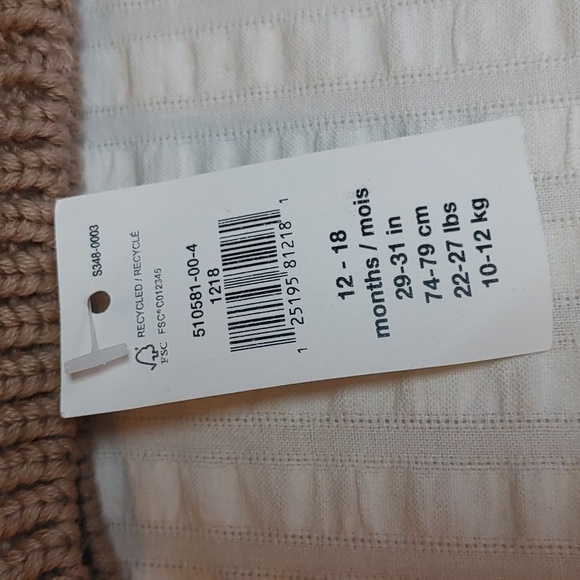 S348-0003
RECYCLED / RECYCLÉ
FSC® C012345
FSC
510581-00-4
1218
1 25195 81218 1
12 - 18
months / mois
29-31 in
74-79 cm
22-27 lbs
10-12 kg